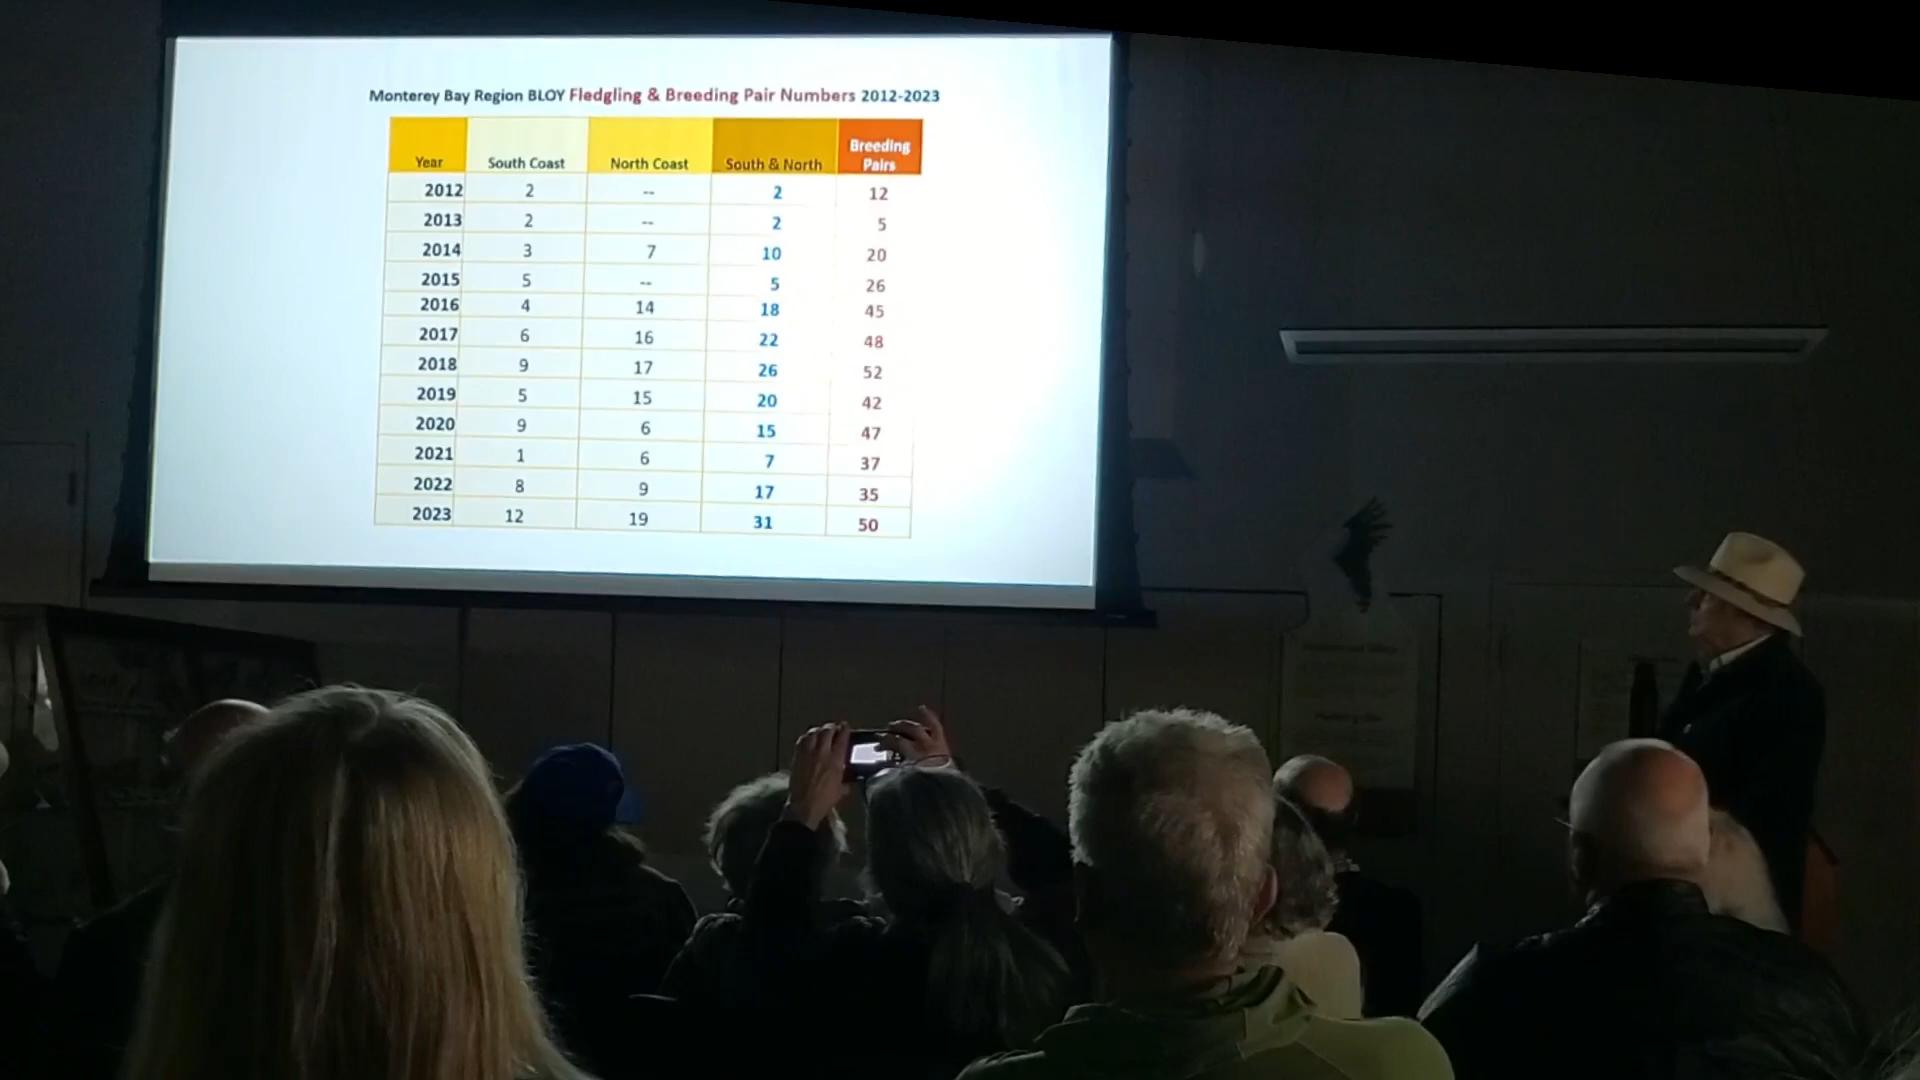 Monterey Bay Region BLOY Fledgling & Breeding Pair Numbers 2012-2023
Year South Coast North Coast South & North Breeding Pairs
2012 2 -- 2 12
2013 2 -- 2 5
2014 3 7 10 20
2015 5 -- 5 26
2016 4 14 18 45
2017 6 16 22 48
2018 9 17 26 52
2019 5 15 20 42
2020 9 6 15 47
2021 1 6 7 37
2022 8 9 17 35
2023 12 19 31 50